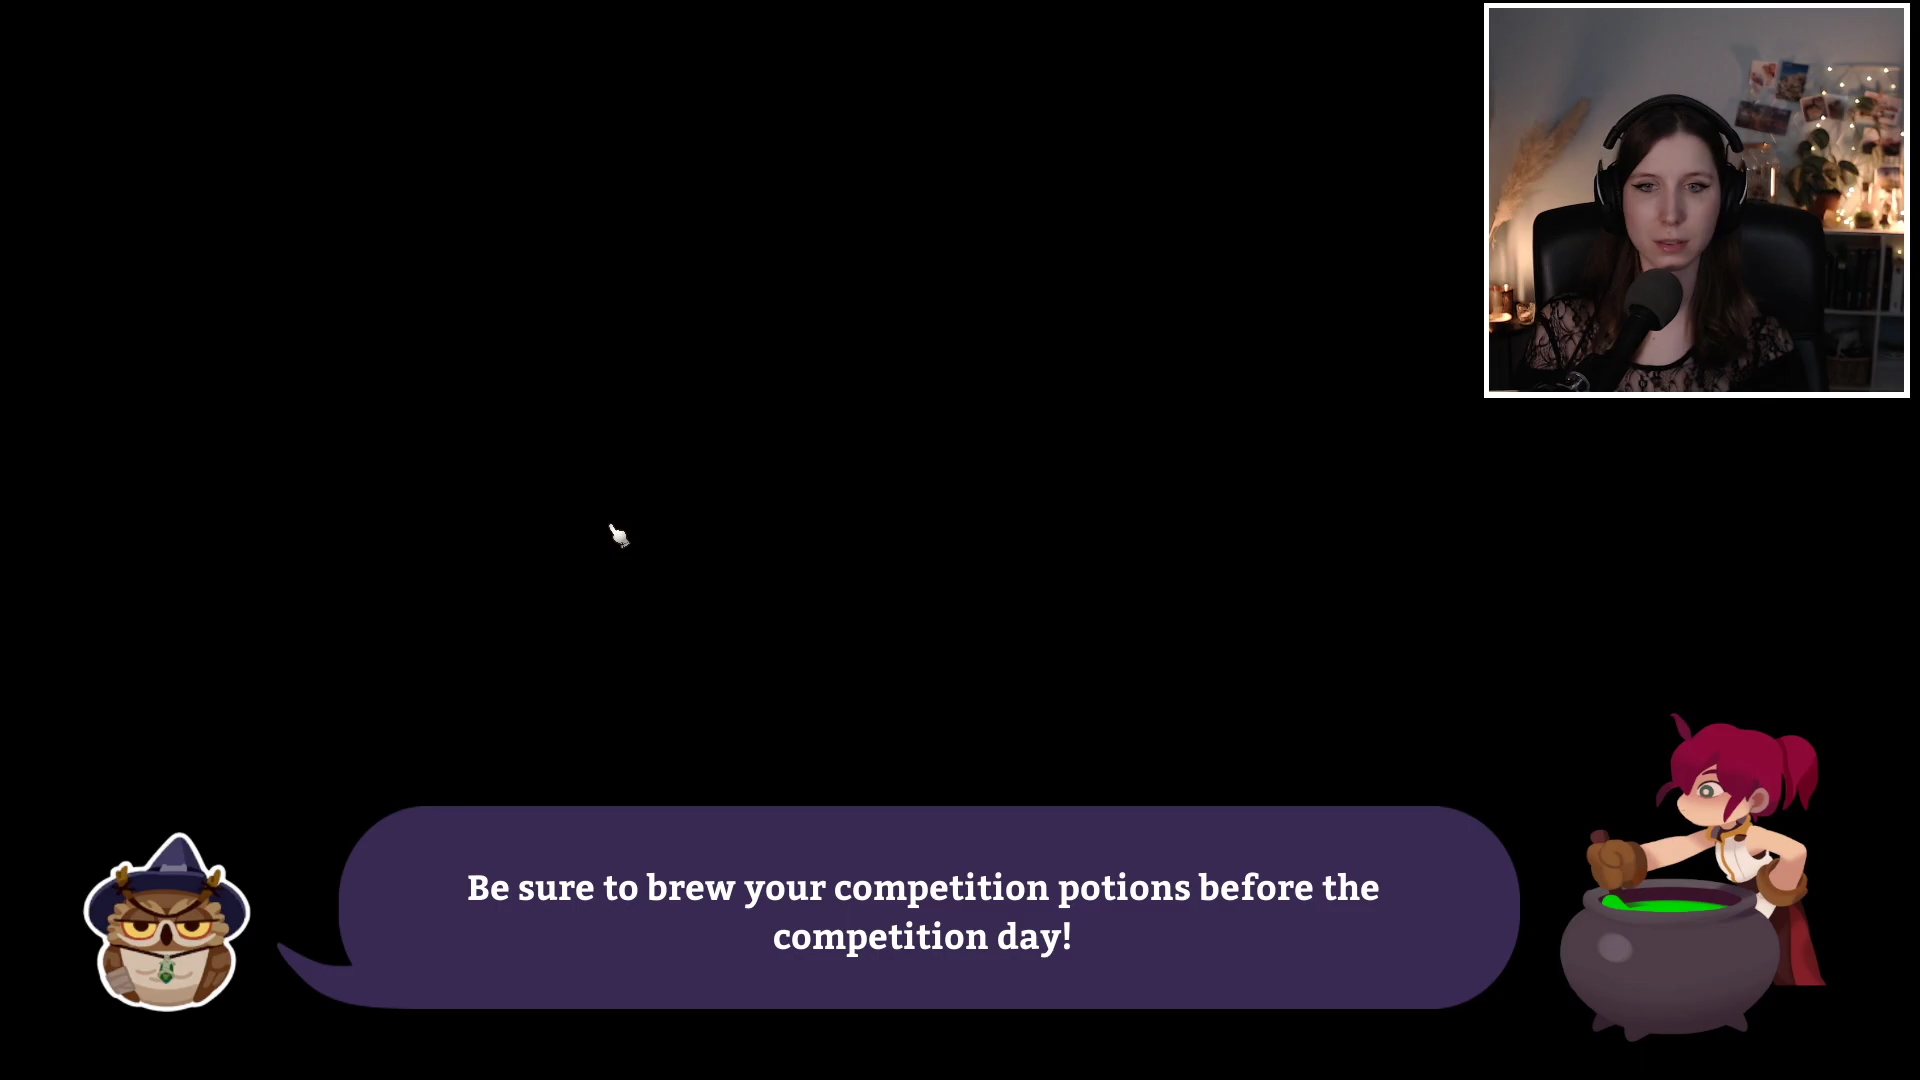 Be sure to brew your competition potions before the
competition day!